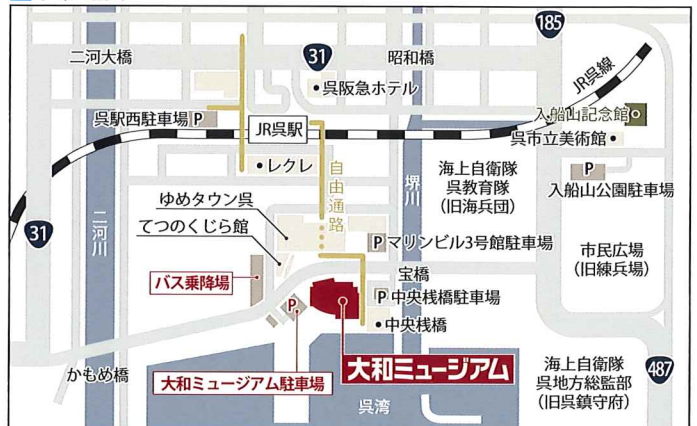 185
二河大橋
31
昭和橋
JR呉線
呉阪急ホテル
入船山記念館
呉駅西駐車場 P
JR呉駅
呉市立美術館
レクレ
自由通路
堺川
海上自衛隊
呉教育隊
(旧海兵団)
P
入船山公園駐車場
二河川
31
ゆめタウン呉
てつのくじら館
P マリンビル3号館駐車場
市民広場
(旧練兵場)
バス乗降場
宝橋
P
P 中央桟橋駐車場
中央桟橋
かもめ橋
大和ミュージアム駐車場
大和ミュージアム
海上自衛隊
呉地方総監部
(旧呉鎮守府)
487
呉湾